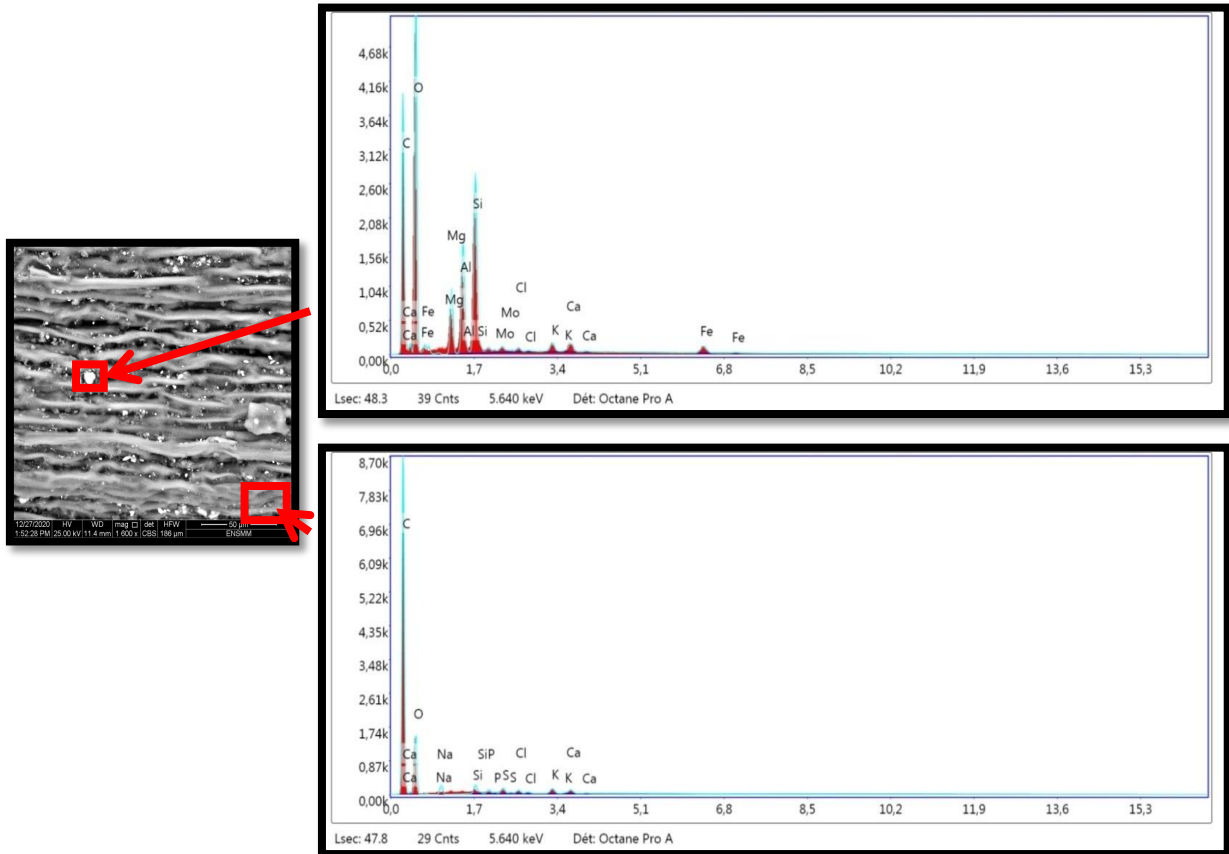 4,68k
4,16k
3,64k
3,12k
2,60k
2,08k
1,56k
1,04k
0,52k
0,00k
O
C
Si
Mg
Al
Cl
Mg
Ca Fe Mo Ca
Ca Fe Al Si Mo Cl K K Ca Fe Fe
0,0 1,7 3,4 5,1 6,8 8,5 10,2 11,9 13,6 15,3
Lsec: 48.3 39 Cnts 5.640 keV Dét: Octane Pro A
12/27/2020 HV WD mag □ det HFW 50 µm
1:52:28 PM 25.00 kV 11.4 mm 1 600 x CBS 186 µm ENSMM
8,70k
7,83k
6,96k
6,09k
5,22k
4,35k
3,48k
2,61k
1,74k
0,87k
0,00k
C
O
Ca Na SiP Cl Ca
Ca Na Si PSS Cl K K Ca
0,0 1,7 3,4 5,1 6,8 8,5 10,2 11,9 13,6 15,3
Lsec: 47.8 29 Cnts 5.640 keV Dét: Octane Pro A